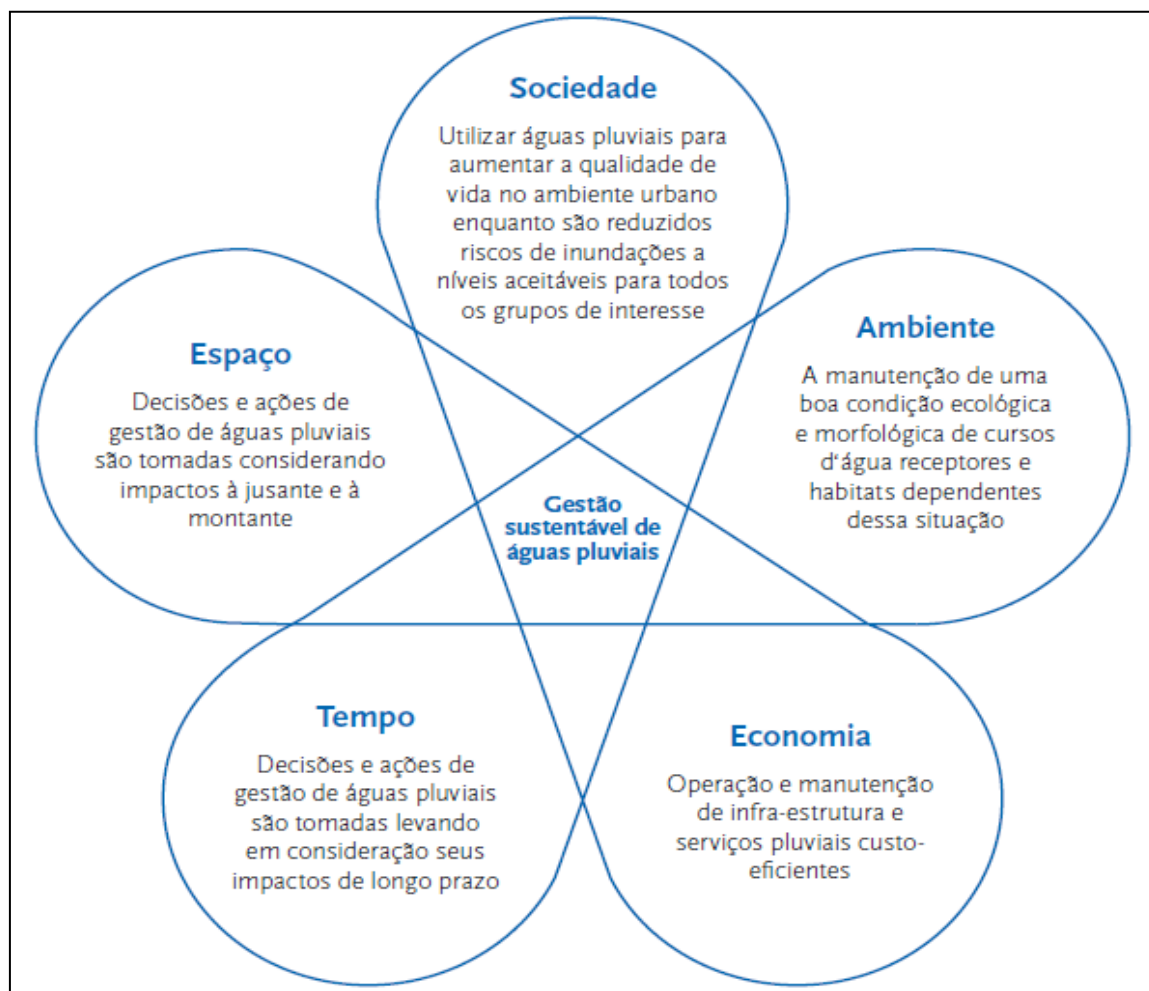 Sociedade
Utilizar águas pluviais para
aumentar a qualidade de
vida no ambiente urbano
enquanto são reduzidos
riscos de inundações a
níveis aceitáveis para todos
os grupos de interesse
Espaço
Decisões e ações de
gestão de águas pluviais
são tomadas considerando
impactos à jusante e à
montante
Ambiente
A manutenção de uma
boa condição ecológica
e morfológica de cursos
d‘água receptores e
habitats dependentes
dessa situação
Gestão
sustentável de
águas pluviais
Tempo
Decisões e ações de
gestão de águas pluviais
são tomadas levando
em consideração seus
impactos de longo prazo
Economia
Operação e manutenção
de infra-estrutura e
serviços pluviais custo-
eficientes